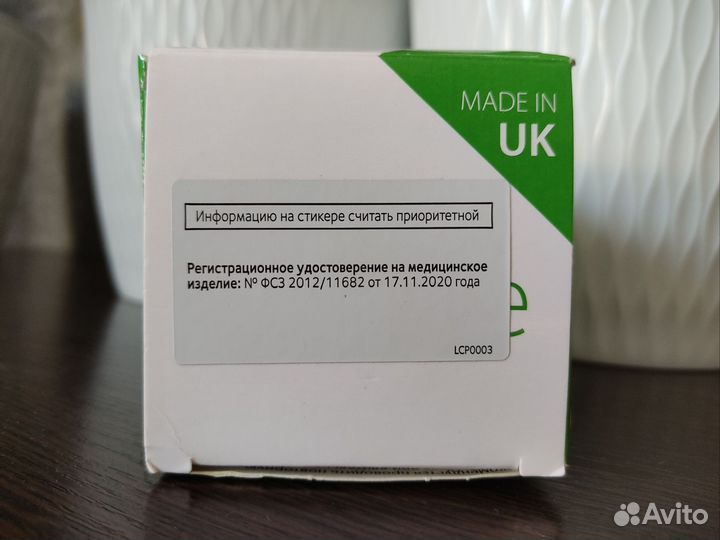 MADE IN
UK
Информацию на стикере считать приоритетной
Регистрационное удостоверение на медицинское
изделие: № ФСЗ 2012/11682 от 17.11.2020 года
e
LCP0003
Avito